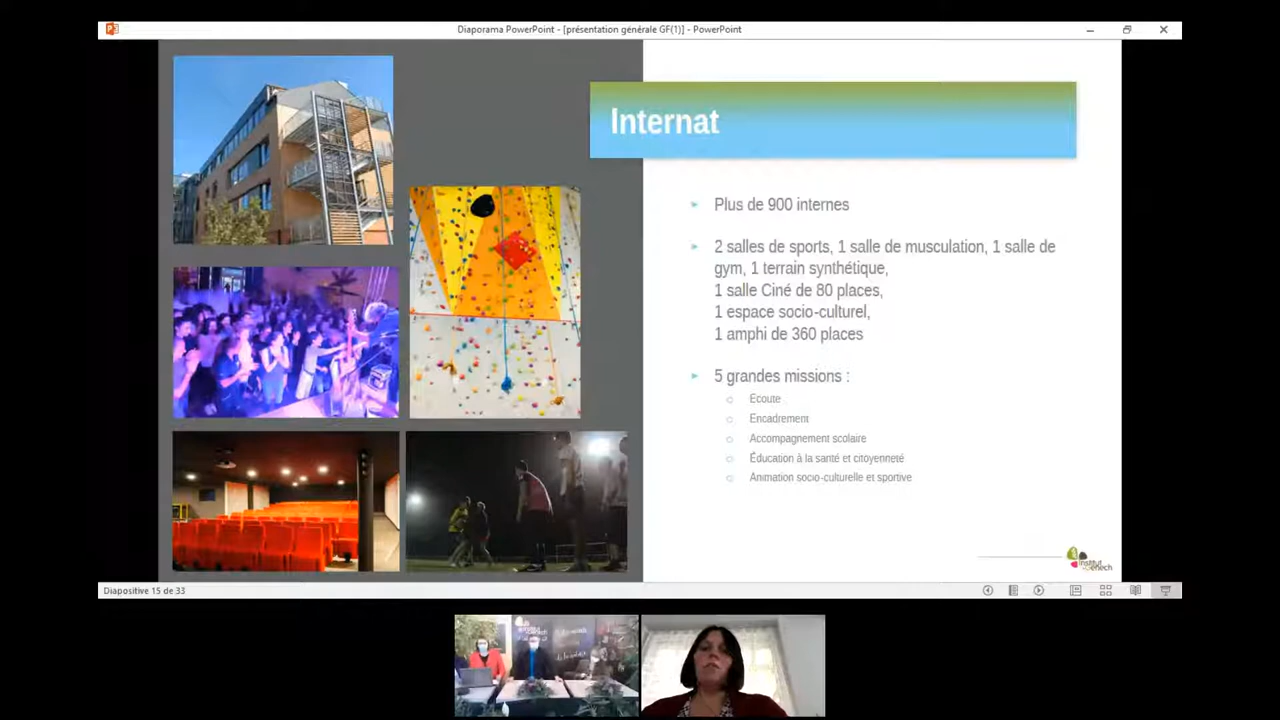 Diaporama PowerPoint - [présentation générale GF(1)] - PowerPoint
Internat
Plus de 900 internes
2 salles de sports, 1 salle de musculation, 1 salle de
gym, 1 terrain synthétique,
1 salle Ciné de 80 places,
1 espace socio-culturel,
1 amphi de 360 places
5 grandes missions :
Ecoute
Encadrement
Accompagnement scolaire
Éducation à la santé et citoyenneté
Animation socio-culturelle et sportive
Institut
Genech
Diapositive 15 de 33